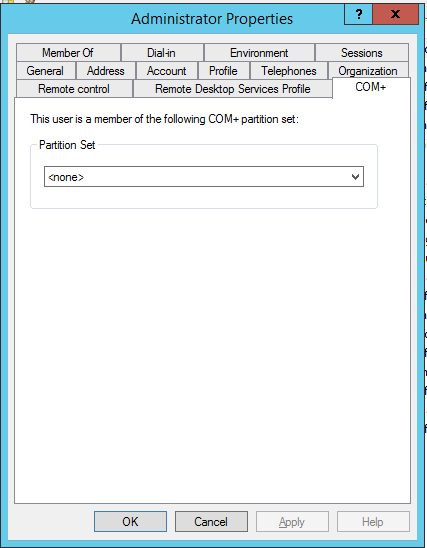 Administrator Properties
? x
Member Of Dial-in Environment Sessions
General Address Account Profile Telephones Organization
Remote control Remote Desktop Services Profile COM+
This user is a member of the following COM+ partition set:
Partition Set
<none>
OK Cancel Apply Help